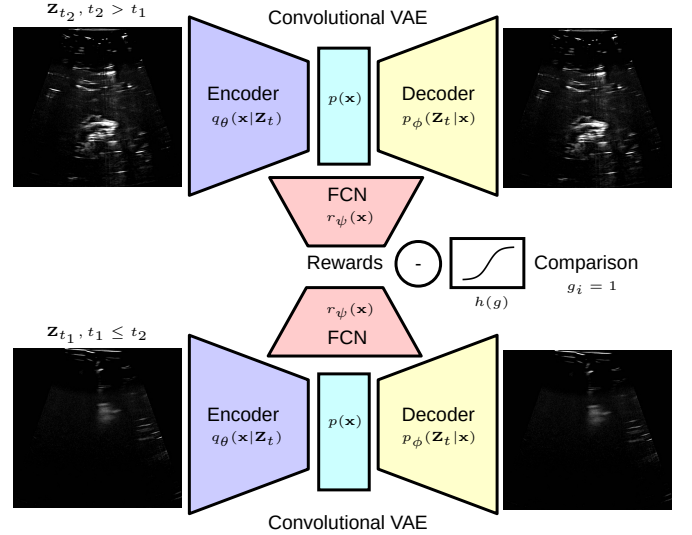 𝐙_{t_2}, t_2 > t_1
Convolutional VAE
Encoder
q_θ(𝐱|𝐙_t)
p(𝐱)
Decoder
p_ϕ(𝐙_t|𝐱)
FCN
r_ψ(𝐱)
Rewards
-
h(g)
Comparison
g_i = 1
𝐙_{t_1}, t_1 ≤ t_2
r_ψ(𝐱)
FCN
Encoder
q_θ(𝐱|𝐙_t)
p(𝐱)
Decoder
p_ϕ(𝐙_t|𝐱)
Convolutional VAE